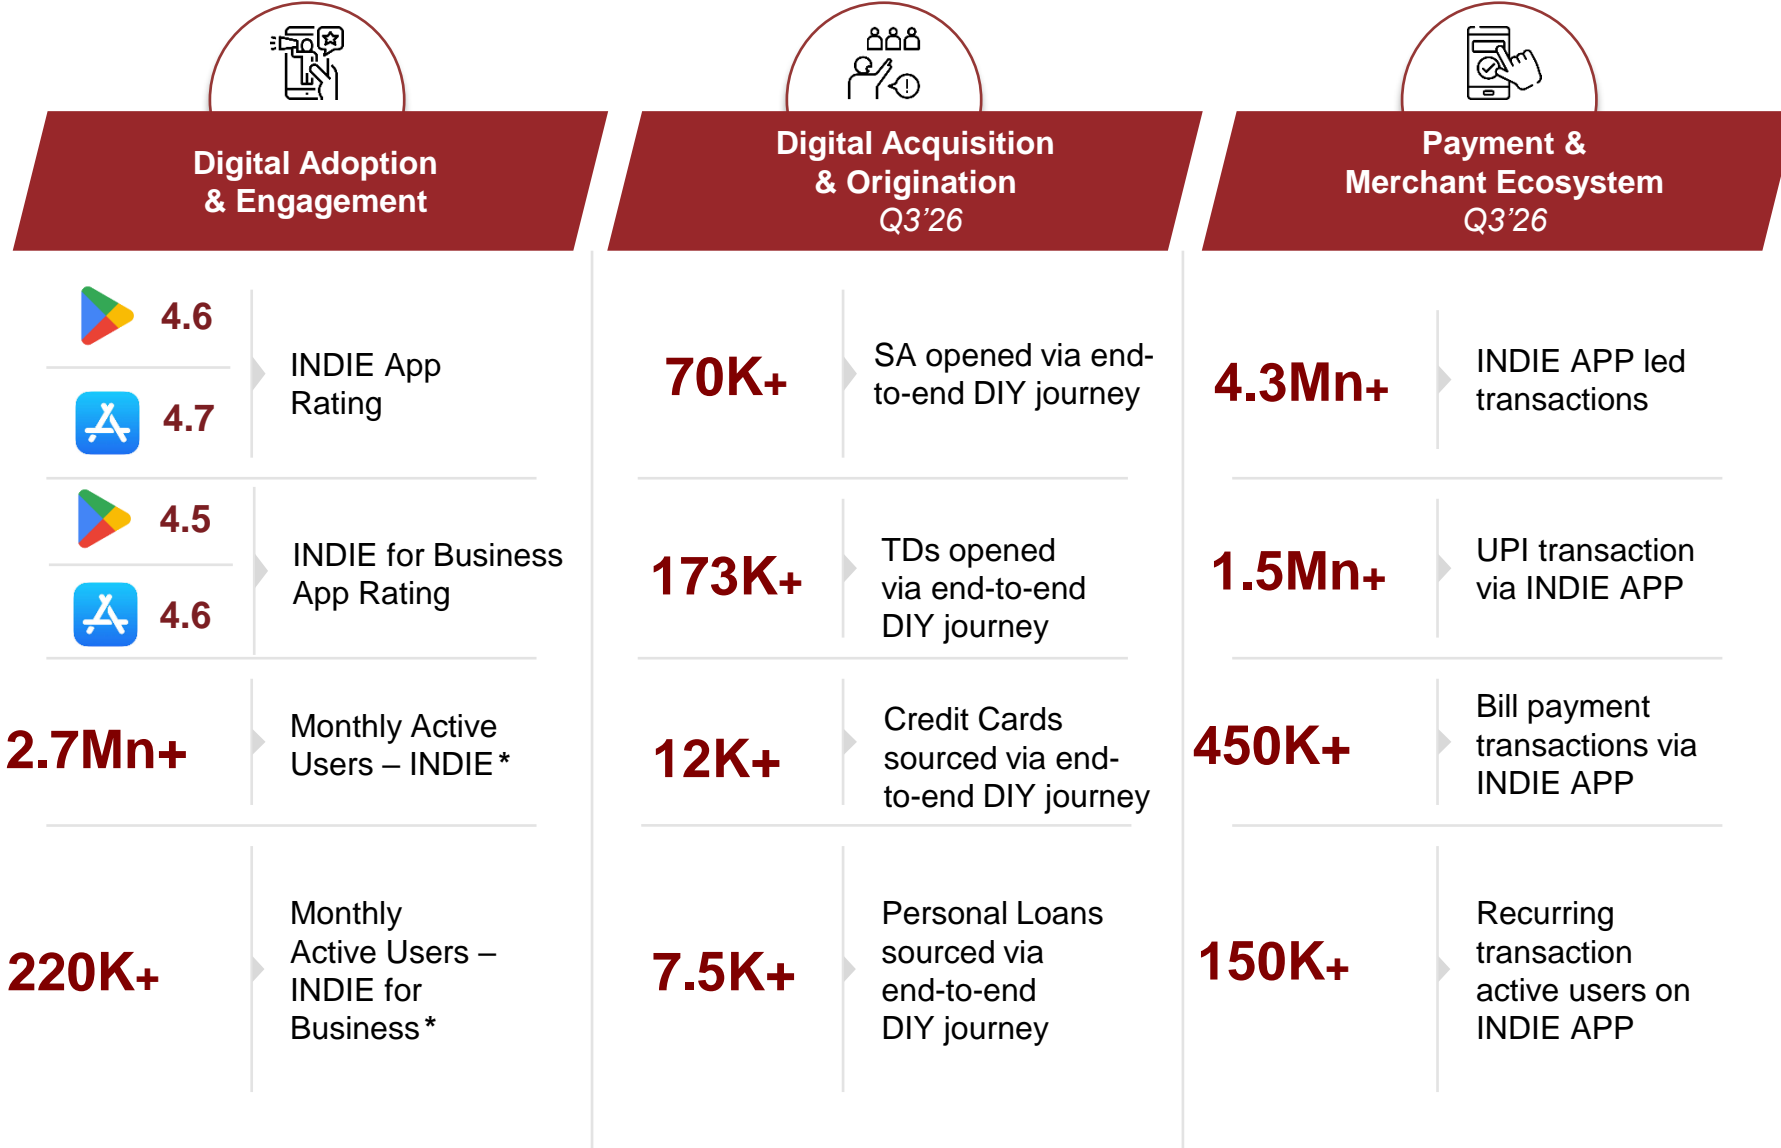 Digital Adoption
& Engagement
4.6
4.7
INDIE App
Rating
4.5
4.6
INDIE for Business
App Rating
2.7Mn+
Monthly Active
Users – INDIE*
220K+
Monthly
Active Users –
INDIE for
Business*
Digital Acquisition
& Origination
Q3’26
70K+
SA opened via end-
to-end DIY journey
173K+
TDs opened
via end-to-end
DIY journey
12K+
Credit Cards
sourced via end-
to-end DIY journey
7.5K+
Personal Loans
sourced via
end-to-end
DIY journey
Payment &
Merchant Ecosystem
Q3’26
4.3Mn+
INDIE APP led
transactions
1.5Mn+
UPI transaction
via INDIE APP
450K+
Bill payment
transactions via
INDIE APP
150K+
Recurring
transaction
active users on
INDIE APP